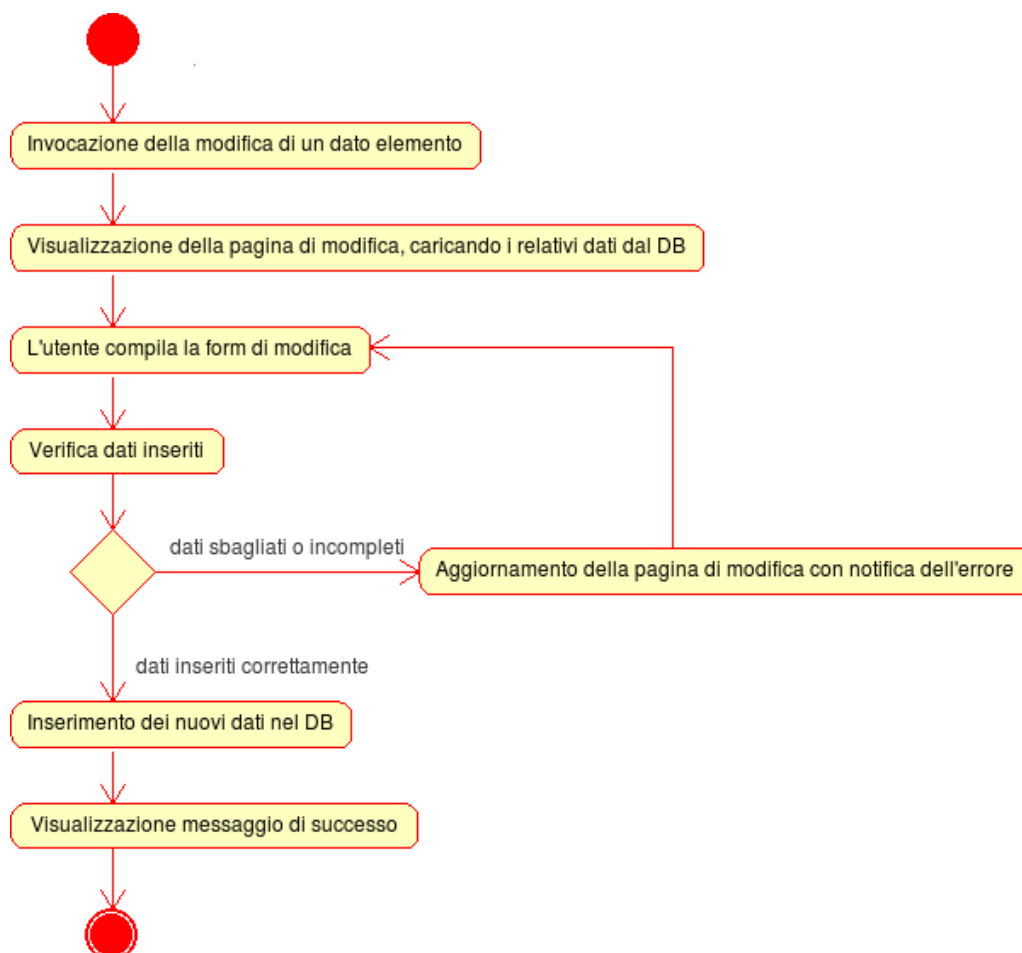 Invocazione della modifica di un dato elemento
Visualizzazione della pagina di modifica, caricando i relativi dati dal DB
L'utente compila la form di modifica
Verifica dati inseriti
dati sbagliati o incompleti
Aggiornamento della pagina di modifica con notifica dell'errore
dati inseriti correttamente
Inserimento dei nuovi dati nel DB
Visualizzazione messaggio di successo